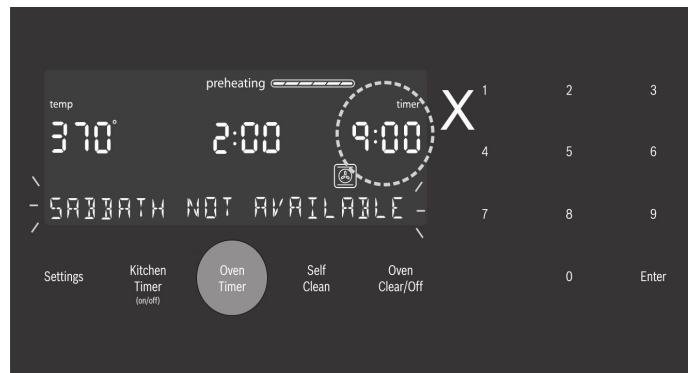 preheating
temp
timer
370°
2:00
9:00
X
SABBATH NOT AVAILABLE
Settings
Kitchen
Timer
(on/off)
Oven
Timer
Self
Clean
Oven
Clear/Off
1 2 3
4 5 6
7 8 9
0 Enter